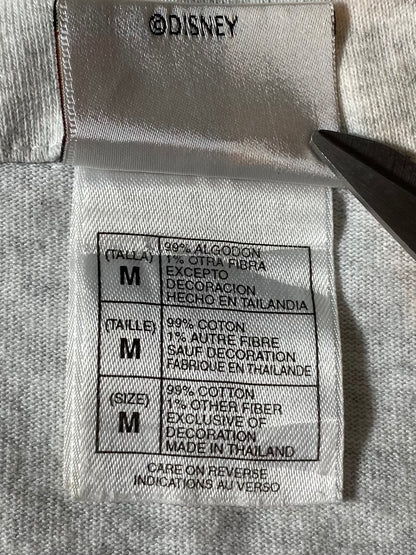 ©DISNEY
(TALLA)
M
99% ALGODON
1% OTRA FIBRA
EXCEPTO
DECORACION
HECHO EN TAILANDIA
(TAILLE)
M
99% COTON
1% AUTRE FIBRE
SAUF DECORATION
FABRIQUE EN THAILANDE
(SIZE)
M
99% COTTON
1% OTHER FIBER
EXCLUSIVE OF
DECORATION
MADE IN THAILAND
CARE ON REVERSE
INDICATIONS AU VERSO